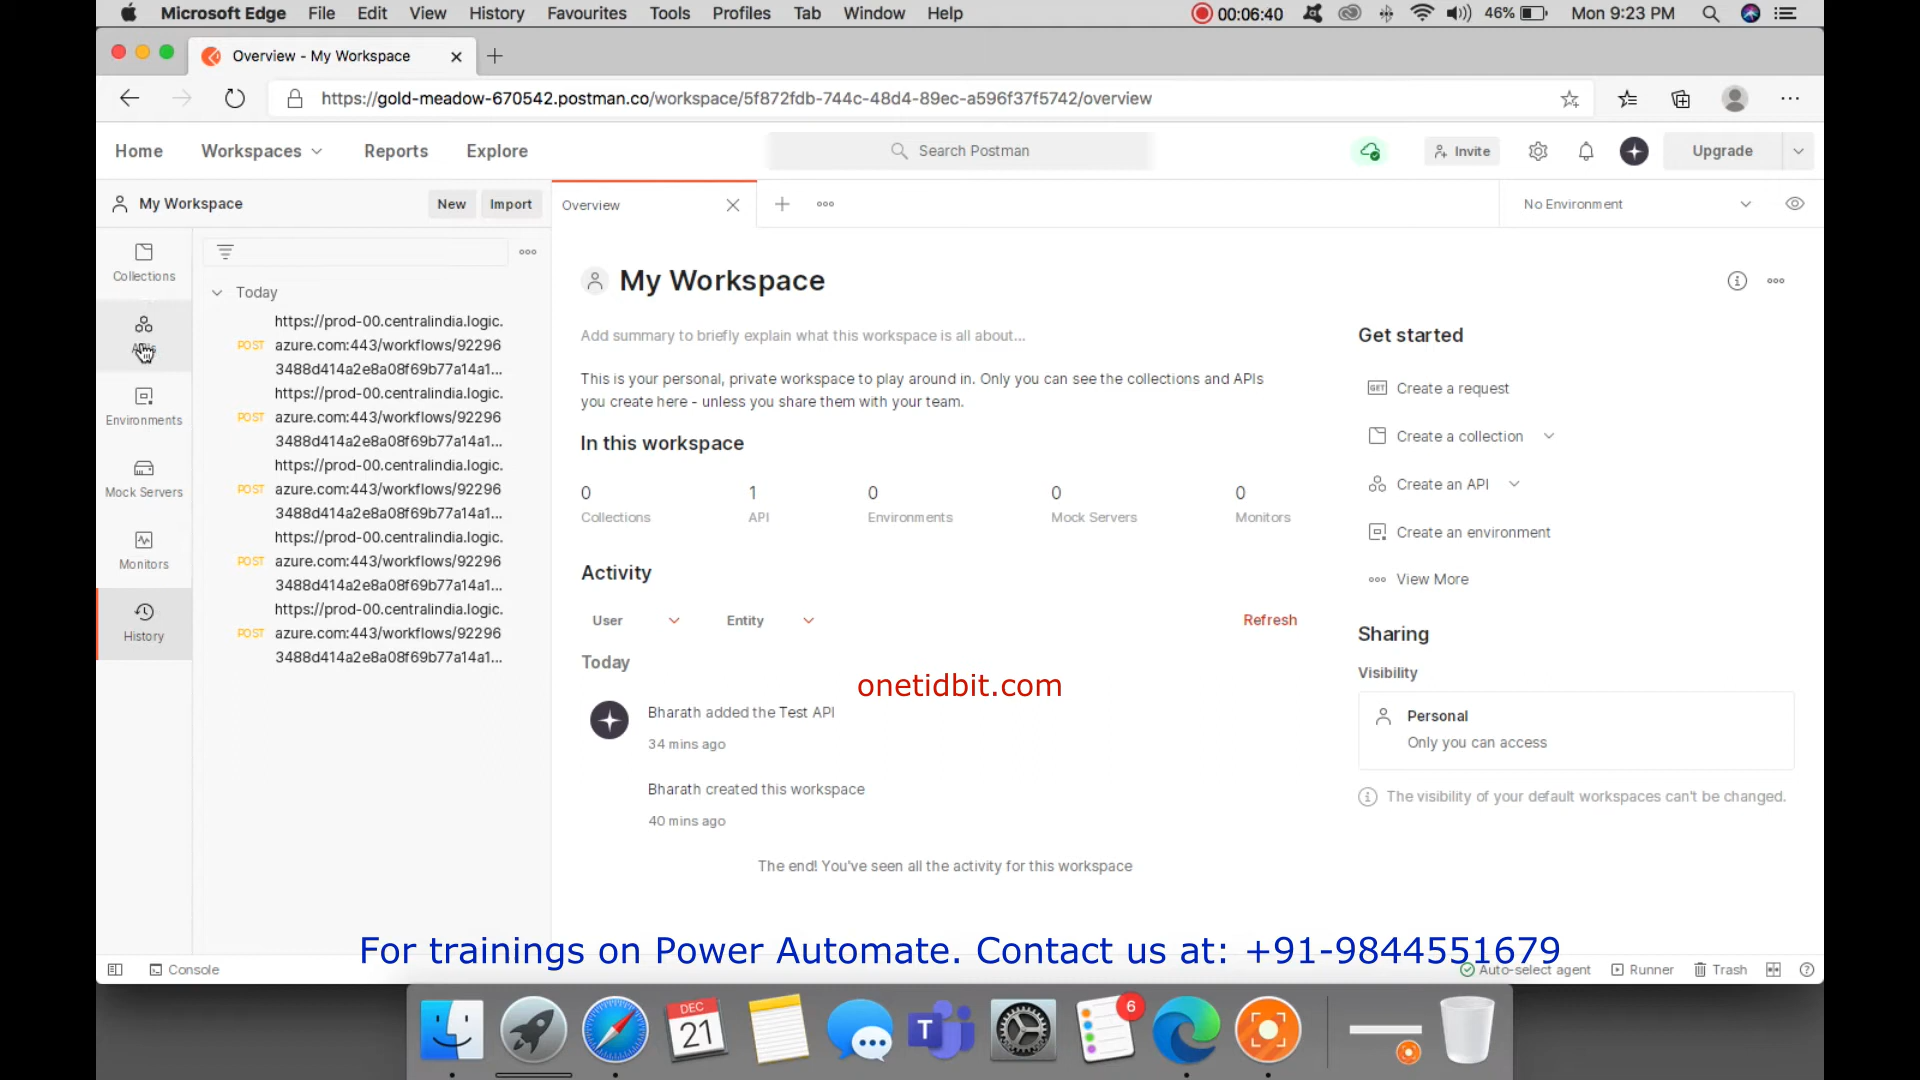 Microsoft Edge File Edit View History Favourites Tools Profiles Tab Window Help 00:06:40 46% Mon 9:23 PM
Overview - My Workspace
https://gold-meadow-670542.postman.co/workspace/5f872fdb-744c-48d4-89ec-a596f37f5742/overview
Home Workspaces Reports Explore Search Postman Invite Upgrade
My Workspace New Import Overview No Environment
Collections
APIs
Environments
Mock Servers
Monitors
History
Today
https://prod-00.centralindia.logic.
POST azure.com:443/workflows/92296
3488d414a2e8a08f69b77a14a1...
https://prod-00.centralindia.logic.
POST azure.com:443/workflows/92296
3488d414a2e8a08f69b77a14a1...
https://prod-00.centralindia.logic.
POST azure.com:443/workflows/92296
3488d414a2e8a08f69b77a14a1...
https://prod-00.centralindia.logic.
POST azure.com:443/workflows/92296
3488d414a2e8a08f69b77a14a1...
https://prod-00.centralindia.logic.
POST azure.com:443/workflows/92296
3488d414a2e8a08f69b77a14a1...
My Workspace
Add summary to briefly explain what this workspace is all about...
This is your personal, private workspace to play around in. Only you can see the collections and APIs
you create here - unless you share them with your team.
In this workspace
0 1 0 0 0
Collections API Environments Mock Servers Monitors
Activity
User Entity Refresh
Today
onetidbit.com
Bharath added the Test API
34 mins ago
Bharath created this workspace
40 mins ago
The end! You've seen all the activity for this workspace
Get started
GET Create a request
Create a collection
Create an API
Create an environment
View More
Sharing
Visibility
Personal
Only you can access
The visibility of your default workspaces can't be changed.
For trainings on Power Automate. Contact us at: +91-9844551679
Console Auto-select agent Runner Trash
DEC
21
T
6